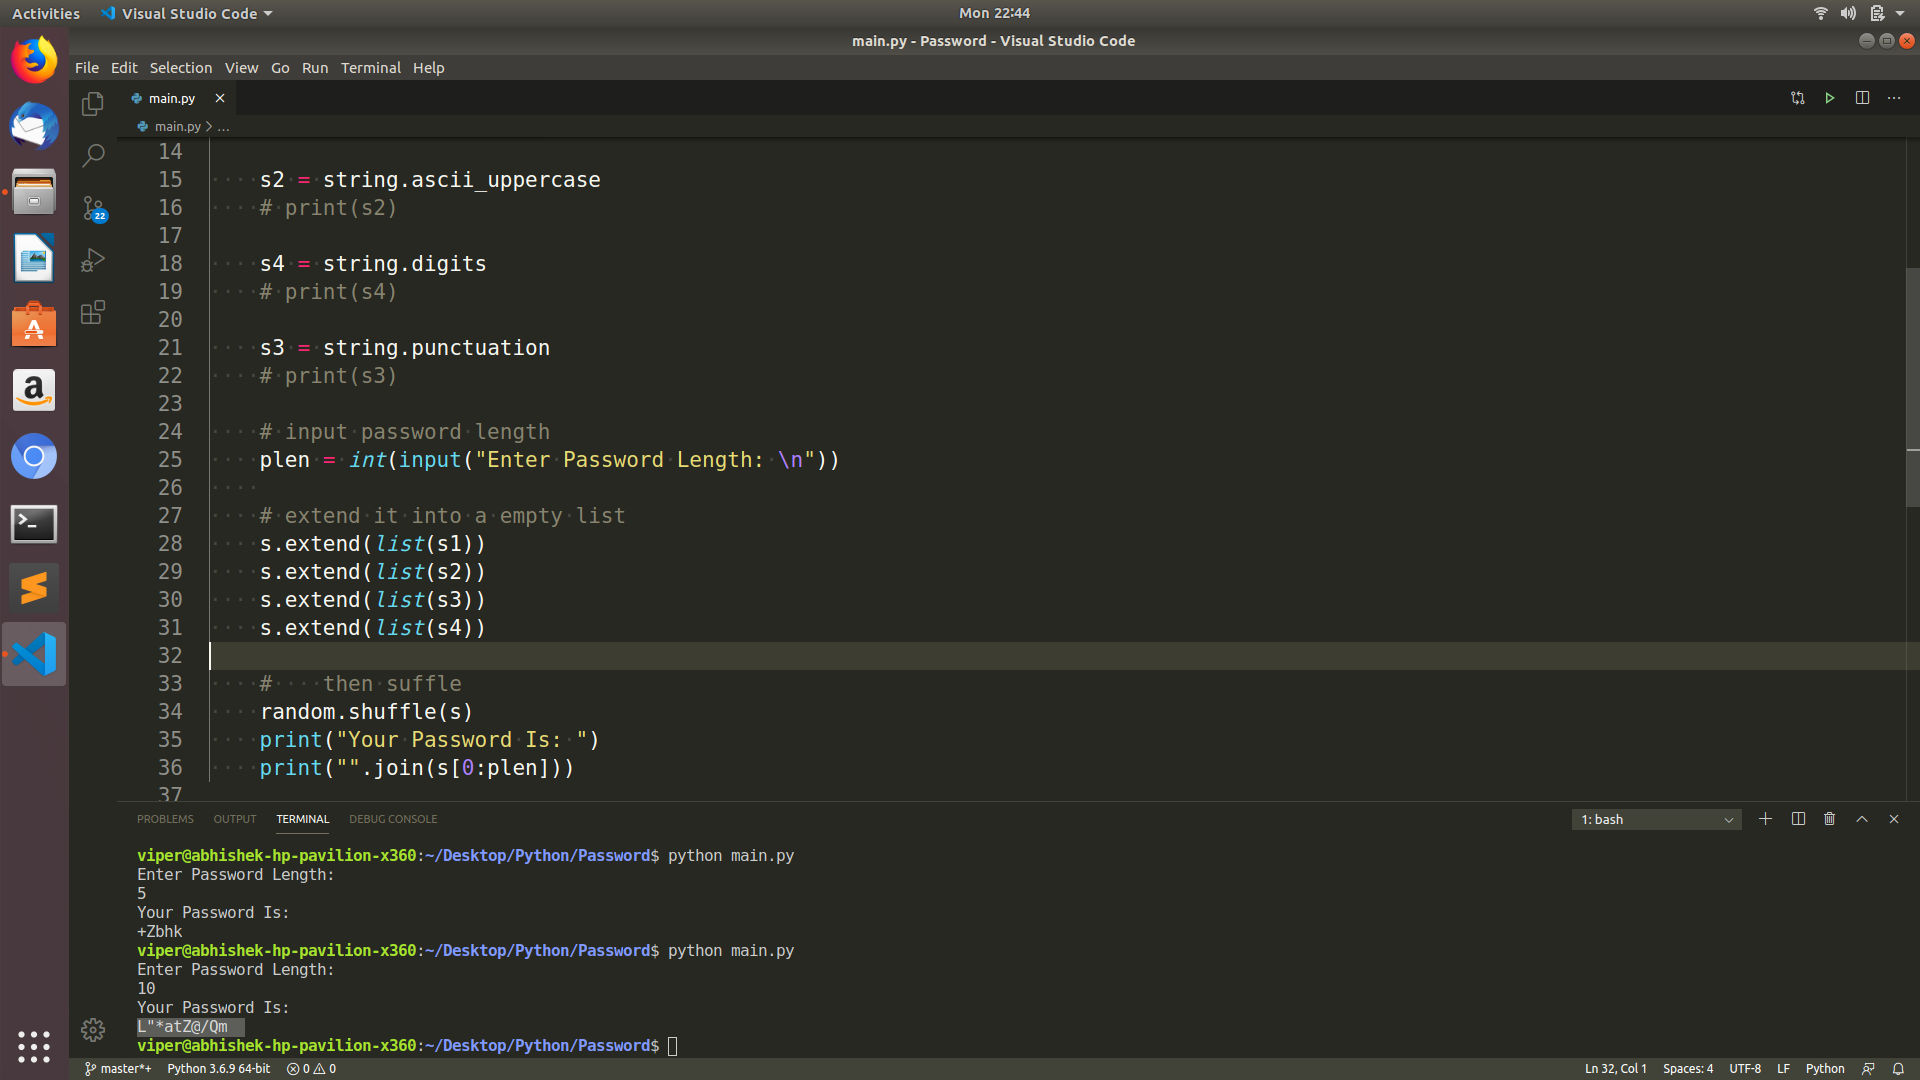 Activities Visual Studio Code Mon 22:44
main.py - Password - Visual Studio Code
File Edit Selection View Go Run Terminal Help
main.py
main.py > ...
14
15 s2 = string.ascii_uppercase
16 # print(s2)
17
18 s4 = string.digits
19 # print(s4)
20
21 s3 = string.punctuation
22 # print(s3)
23
24 # input password length
25 plen = int(input("Enter Password Length: \n"))
26
27 # extend it into a empty list
28 s.extend(list(s1))
29 s.extend(list(s2))
30 s.extend(list(s3))
31 s.extend(list(s4))
32
33 #    then suffle
34 random.shuffle(s)
35 print("Your Password Is: ")
36 print("".join(s[0:plen]))
37
22
PROBLEMS OUTPUT TERMINAL DEBUG CONSOLE 1: bash
viper@abhishek-hp-pavilion-x360:~/Desktop/Python/Password$ python main.py
Enter Password Length:
5
Your Password Is:
+Zbhk
viper@abhishek-hp-pavilion-x360:~/Desktop/Python/Password$ python main.py
Enter Password Length:
10
Your Password Is:
L"*atZ@/Qm
viper@abhishek-hp-pavilion-x360:~/Desktop/Python/Password$
master*+ Python 3.6.9 64-bit 0 0 Ln 32, Col 1 Spaces: 4 UTF-8 LF Python